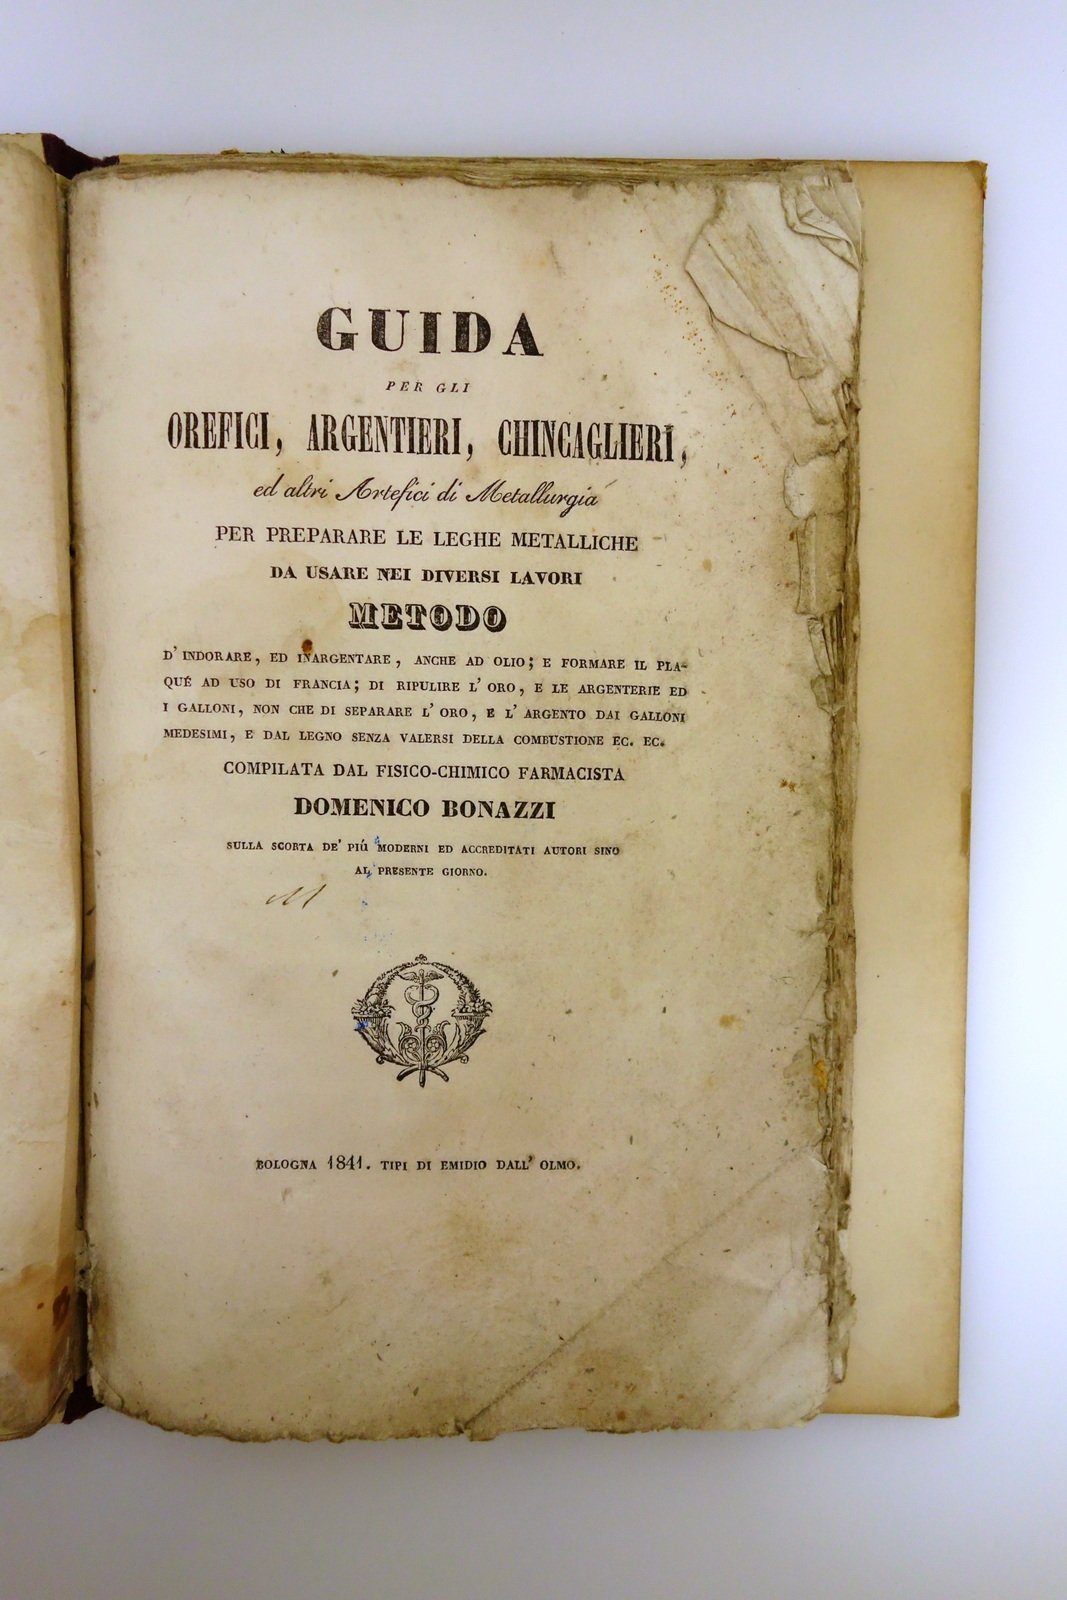 GUIDA
PER GLI
OREFICI, ARGENTIERI, CHINCAGLIERI,
ed altri Artefici di Metallurgia
PER PREPARARE LE LEGHE METALLICHE
DA USARE NEI DIVERSI LAVORI
METODO
D' INDORARE, ED INARGENTARE, ANCHE AD OLIO; E FORMARE IL PLA-
QUÉ AD USO DI FRANCIA; DI RIPULIRE L' ORO, E LE ARGENTERIE ED
I GALLONI, NON CHE DI SEPARARE L' ORO, E L' ARGENTO DAI GALLONI
MEDESIMI, E DAL LEGNO SENZA VALERSI DELLA COMBUSTIONE EC. EC.
COMPILATA DAL FISICO-CHIMICO FARMACISTA
DOMENICO BONAZZI
SULLA SCORTA DE' PIÚ MODERNI ED ACCREDITATI AUTORI SINO
AL PRESENTE GIORNO.
BOLOGNA 1841. TIPI DI EMIDIO DALL' OLMO.